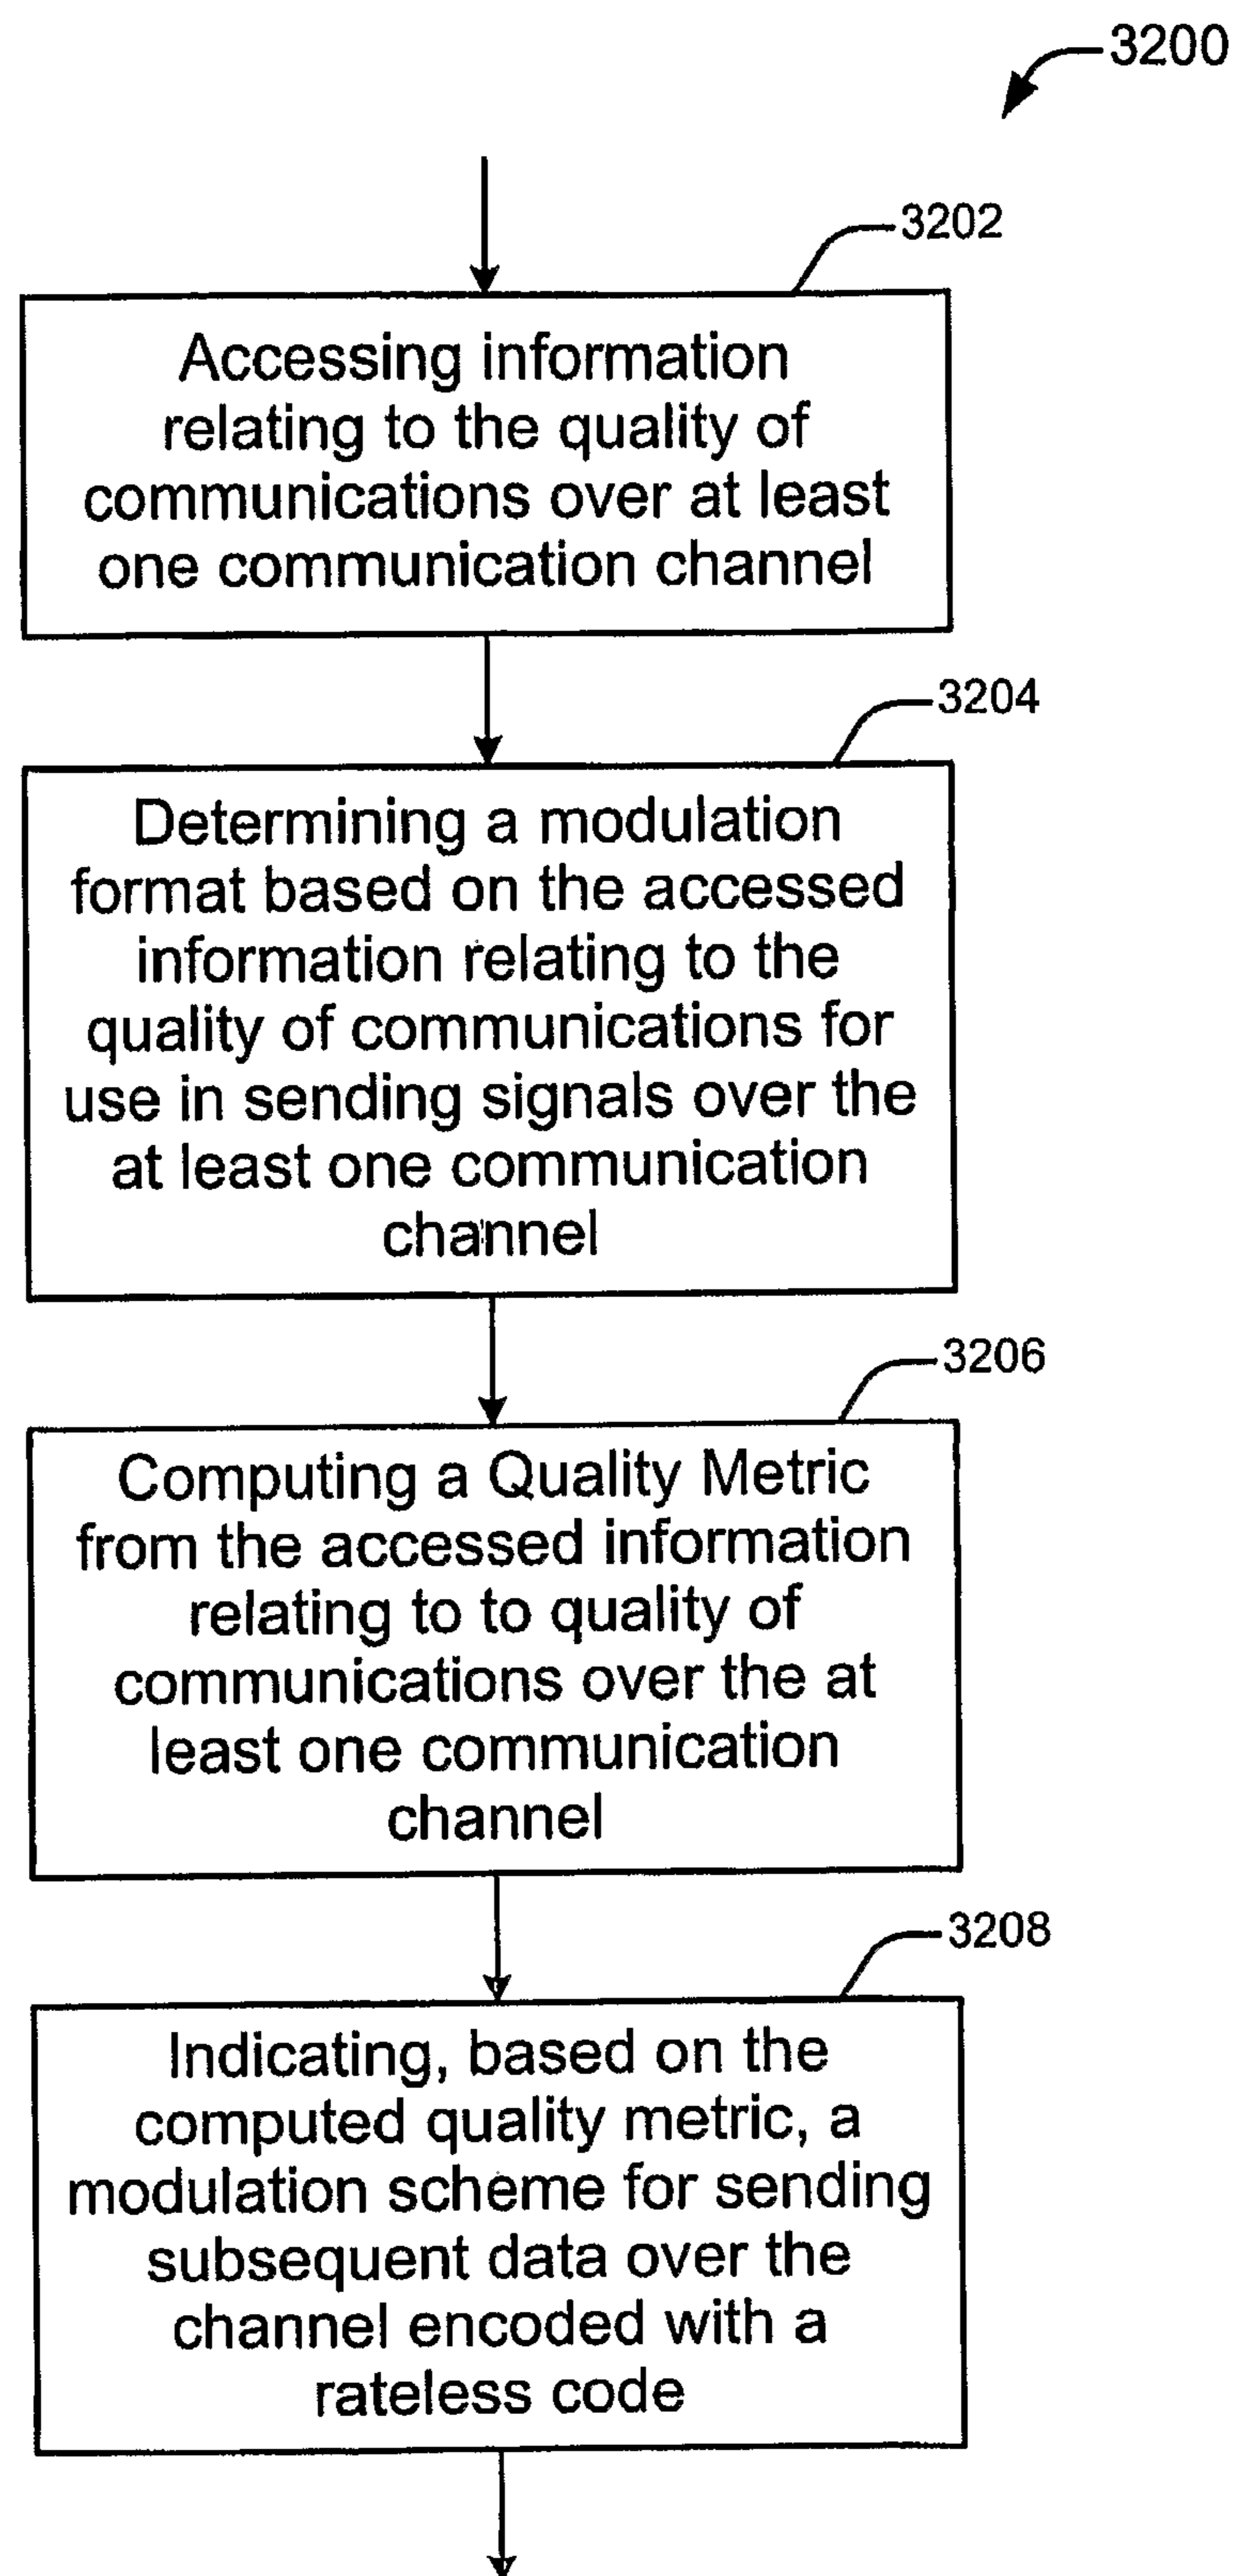 3200
3202
Accessing information
relating to the quality of
communications over at least
one communication channel
3204
Determining a modulation
format based on the accessed
information relating to the
quality of communications for
use in sending signals over the
at least one communication
channel
3206
Computing a Quality Metric
from the accessed information
relating to to quality of
communications over the at
least one communication
channel
3208
Indicating, based on the
computed quality metric, a
modulation scheme for sending
subsequent data over the
channel encoded with a
rateless code